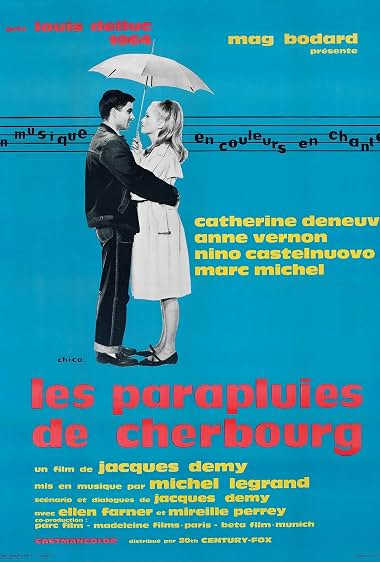 prix louis delluc
1964
mag bodard
présente
en musique en couleurs en chanté
catherine deneuv
anne vernon
nino castelnuovo
marc michel
chica.
les parapluies
de cherbourg
un film de jacques demy
mis en musique par michel legrand
scénario et dialogues de jacques demy
avec ellen farner et mireille perrey
co-production :
parc film - madeleine films - paris - beta film - munich
EASTMANCOLOR distribué par 20th CENTURY-FOX